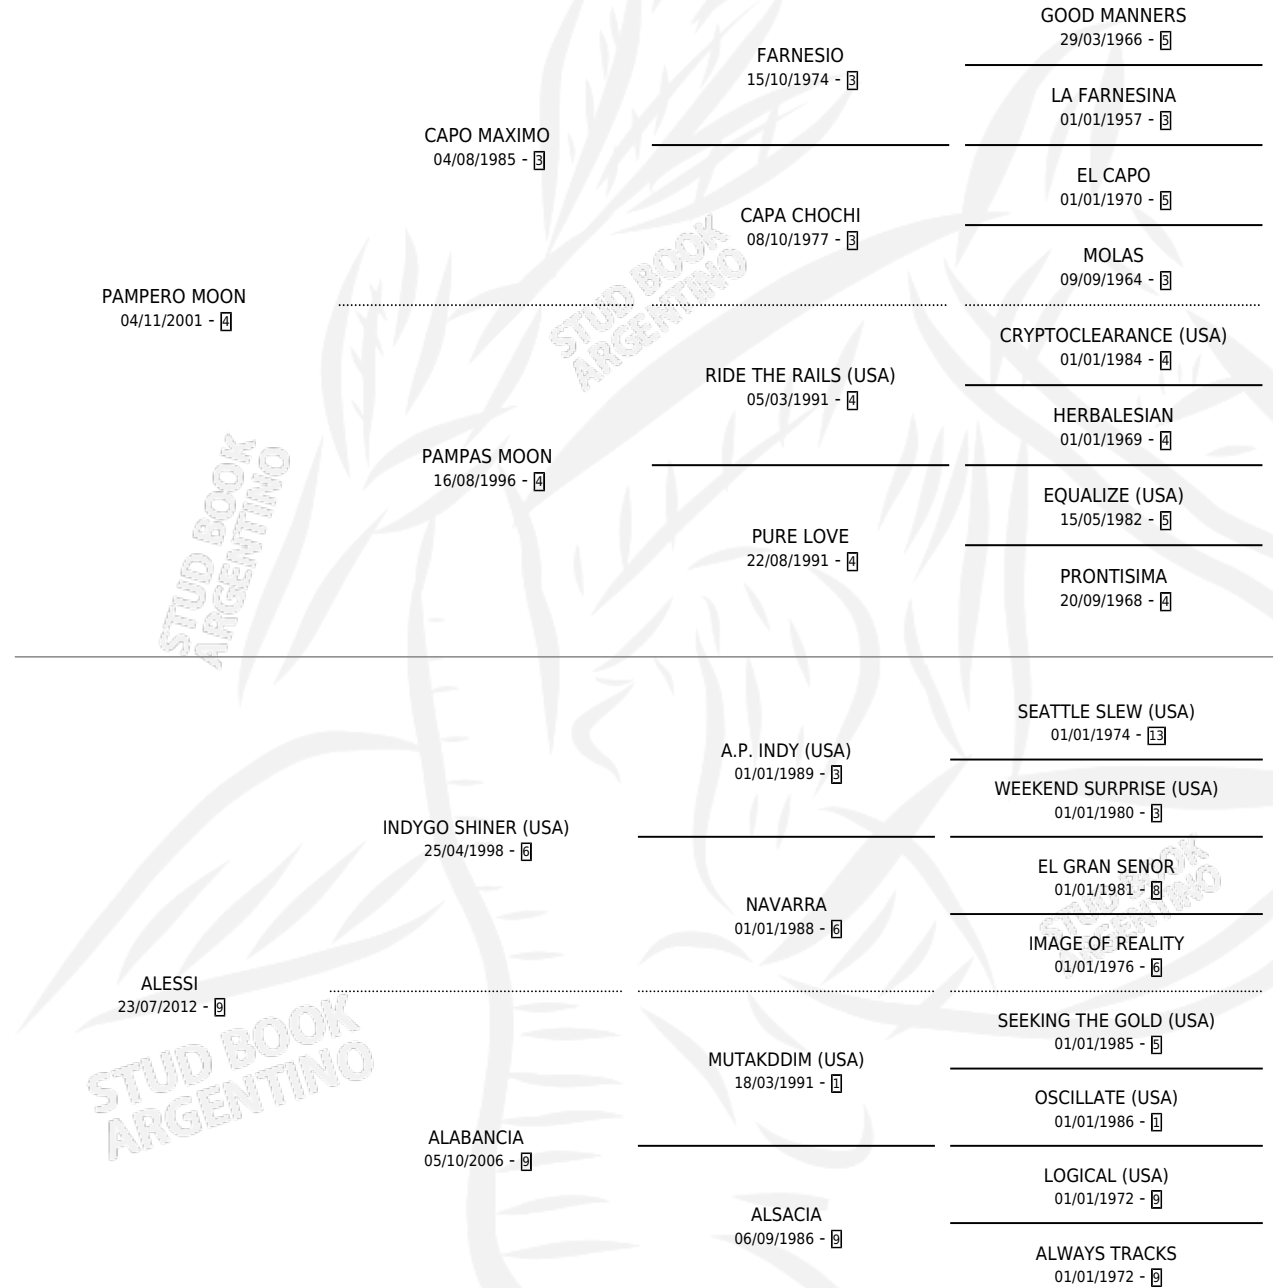 GOOD MANNERS
29/03/1966 - 5
FARNESIO
15/10/1974 - 3
LA FARNESINA
01/01/1957 - 3
CAPO MAXIMO
04/08/1985 - 3
EL CAPO
01/01/1970 - 5
CAPA CHOCHI
08/10/1977 - 3
MOLAS
09/09/1964 - 3
PAMPERO MOON
04/11/2001 - 4
STUD BOOK
ARGENTINO
CRYPTOCLEARANCE (USA)
01/01/1984 - 4
RIDE THE RAILS (USA)
05/03/1991 - 4
HERBALESIAN
01/01/1969 - 4
PAMPAS MOON
16/08/1996 - 4
EQUALIZE (USA)
15/05/1982 - 5
PURE LOVE
22/08/1991 - 4
PRONTISIMA
20/09/1968 - 4
STUD BOOK
ARGENTINO
SEATTLE SLEW (USA)
01/01/1974 - 13
A.P. INDY (USA)
01/01/1989 - 3
WEEKEND SURPRISE (USA)
01/01/1980 - 3
INDYGO SHINER (USA)
25/04/1998 - 6
EL GRAN SENOR
01/01/1981 - 8
NAVARRA
01/01/1988 - 6
STUD BOOK
ARGENTINO
IMAGE OF REALITY
01/01/1976 - 6
ALESSI
23/07/2012 - 9
SEEKING THE GOLD (USA)
01/01/1985 - 5
MUTAKDDIM (USA)
18/03/1991 - 1
OSCILLATE (USA)
01/01/1986 - 1
STUD BOOK
ARGENTINO
ALABANCIA
05/10/2006 - 9
LOGICAL (USA)
01/01/1972 - 9
ALSACIA
06/09/1986 - 9
ALWAYS TRACKS
01/01/1972 - 9